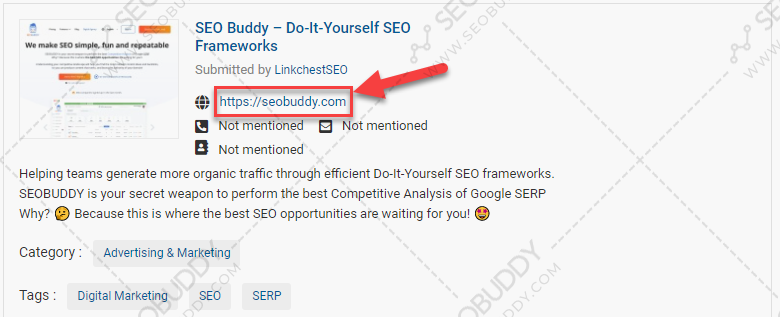 SEO Buddy – Do-It-Yourself SEO
Frameworks
Submitted by LinkchestSEO
https://seobuddy.com
Not mentioned Not mentioned
Not mentioned
We make SEO simple, fun and repeatable
Helping teams generate more organic traffic through efficient Do-It-Yourself SEO frameworks.
SEOBUDDY is your secret weapon to perform the best Competitive Analysis of Google SERP
Why? 🤔 Because this is where the best SEO opportunities are waiting for you! 🤩
Category : Advertising & Marketing
Tags : Digital Marketing SEO SERP
SEOBUDDY
WWW.SEOBUDDY.COM